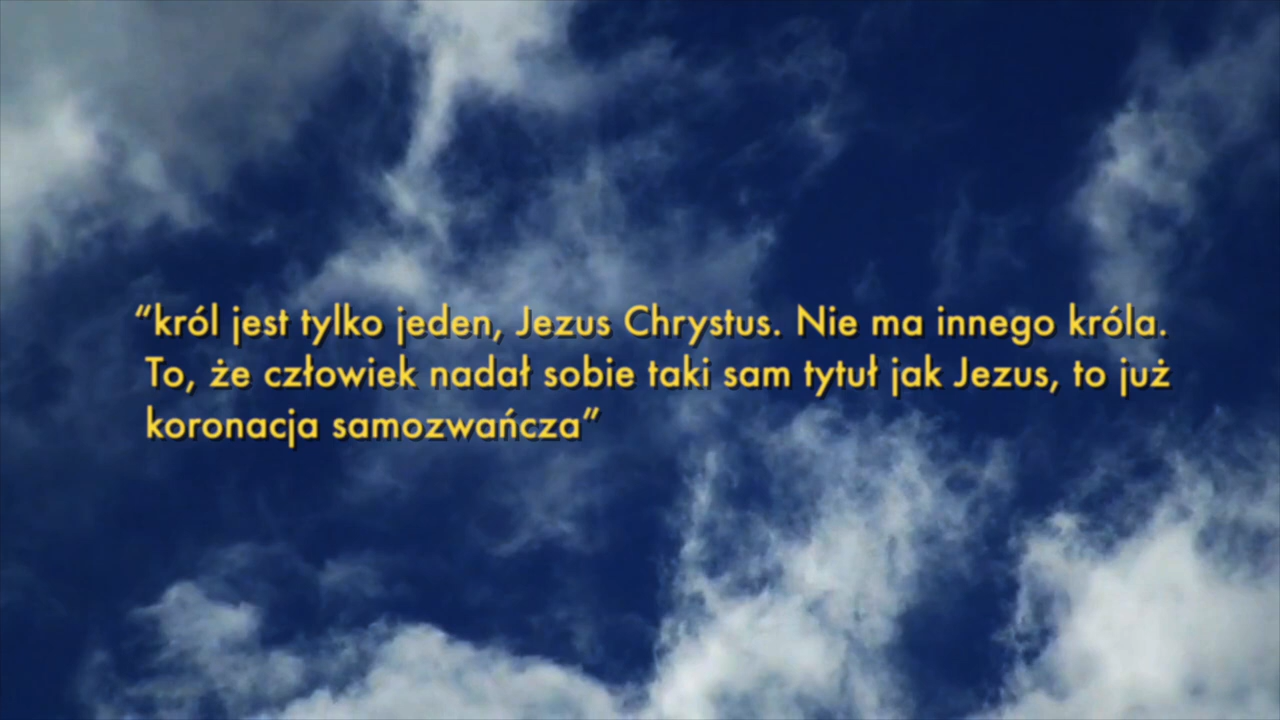 “król jest tylko jeden, Jezus Chrystus. Nie ma innego króla.
To, że człowiek nadał sobie taki sam tytuł jak Jezus, to już
koronacja samozwańcza”